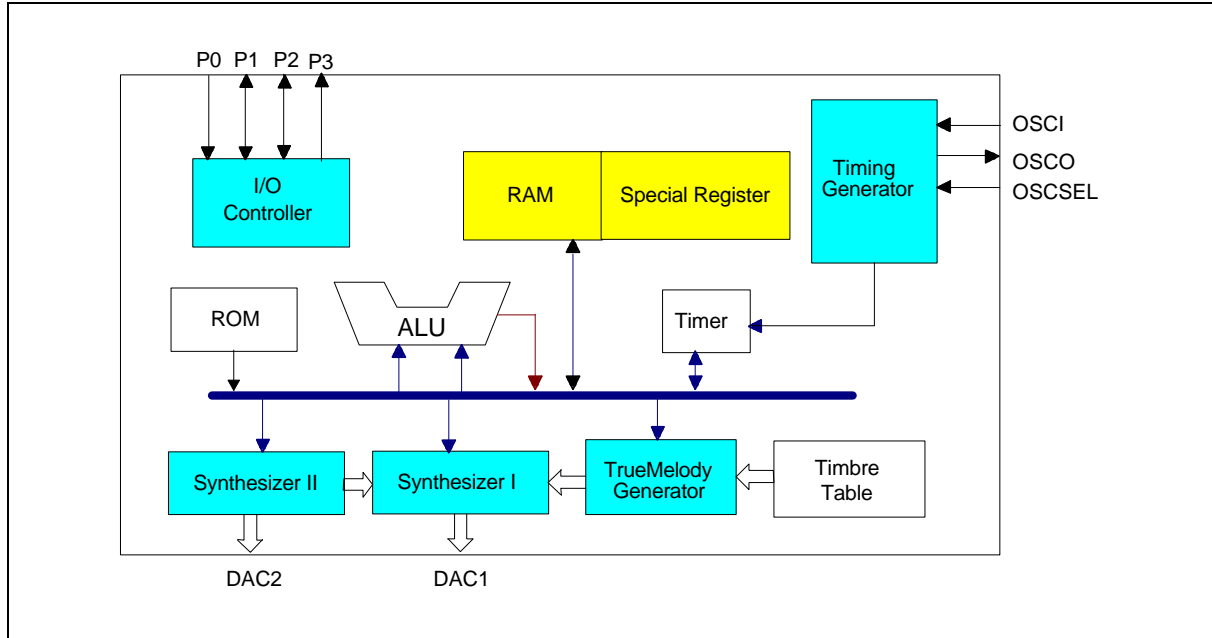 P0 P1 P2 P3
OSCI
OSCO
OSCSEL
I/O
Controller
RAM
Special Register
Timing
Generator
ROM
ALU
Timer
Synthesizer II
Synthesizer I
TrueMelody
Generator
Timbre
Table
DAC2
DAC1